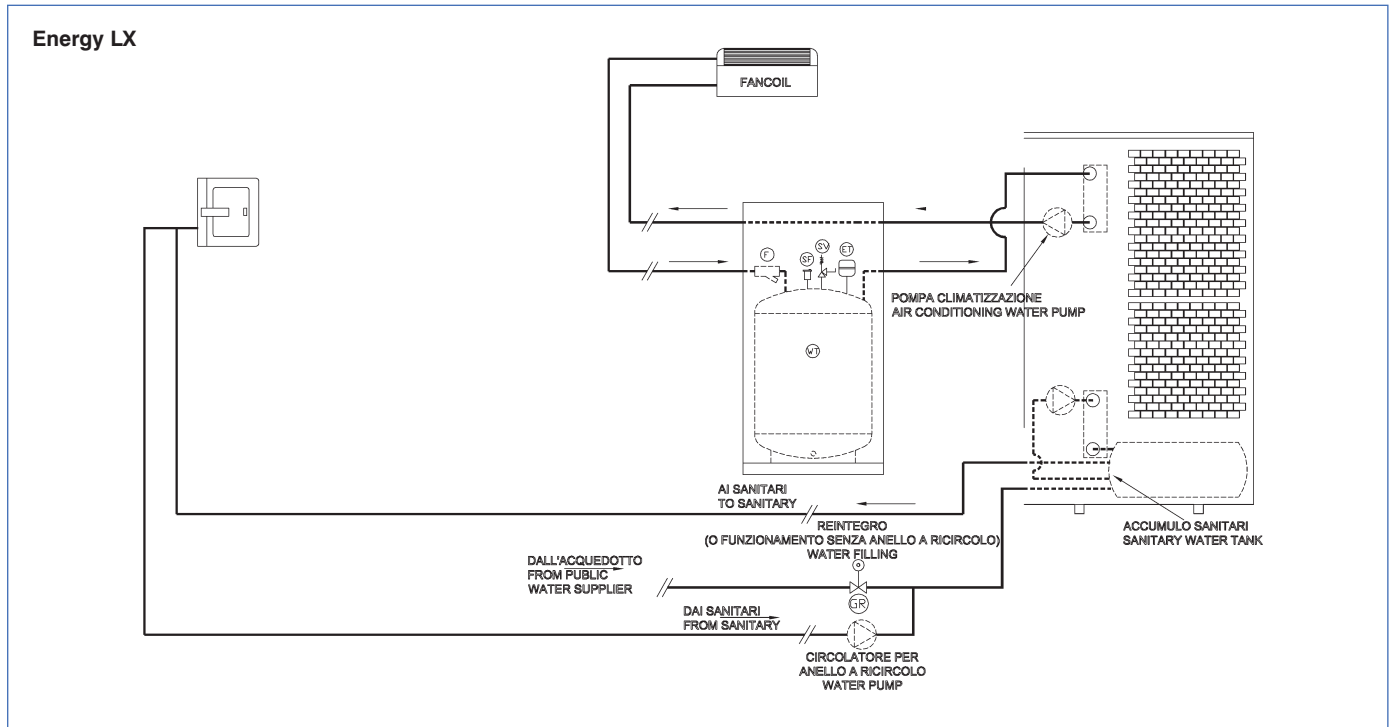 Energy LX
FANCOIL
F
SF
SV
ET
WT
POMPA CLIMATIZZAZIONE
AIR CONDITIONING WATER PUMP
AI SANITARI
TO SANITARY
REINTEGRO
(O FUNZIONAMENTO SENZA ANELLO A RICIRCOLO)
WATER FILLING
ACCUMULO SANITARI
SANITARY WATER TANK
DALL'ACQUEDOTTO
FROM PUBLIC
WATER SUPPLIER
GR
DAI SANITARI
FROM SANITARY
CIRCOLATORE PER
ANELLO A RICIRCOLO
WATER PUMP